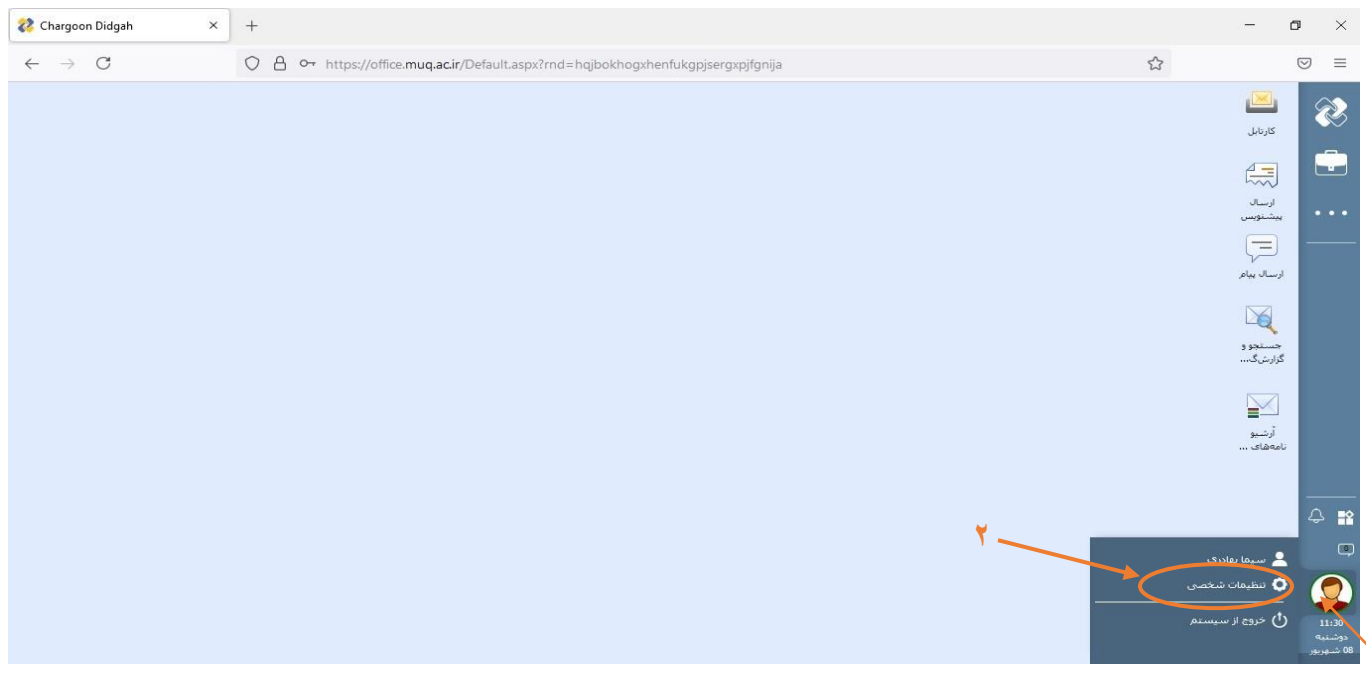 Chargoon Didgah
https://office.muq.ac.ir/Default.aspx?rnd=hqjbokhogxhenfukgpjsergxpjfgnija
کارتابل
ارسال
پیشنویس
ارسال پیام
جستجو و
گزارش‌گ...
آرشیو
نامه‌های ...
۲
سیما بهادری
تنظیمات شخصی
خروج از سیستم
0
11:30
دوشنبه
08 شهریور